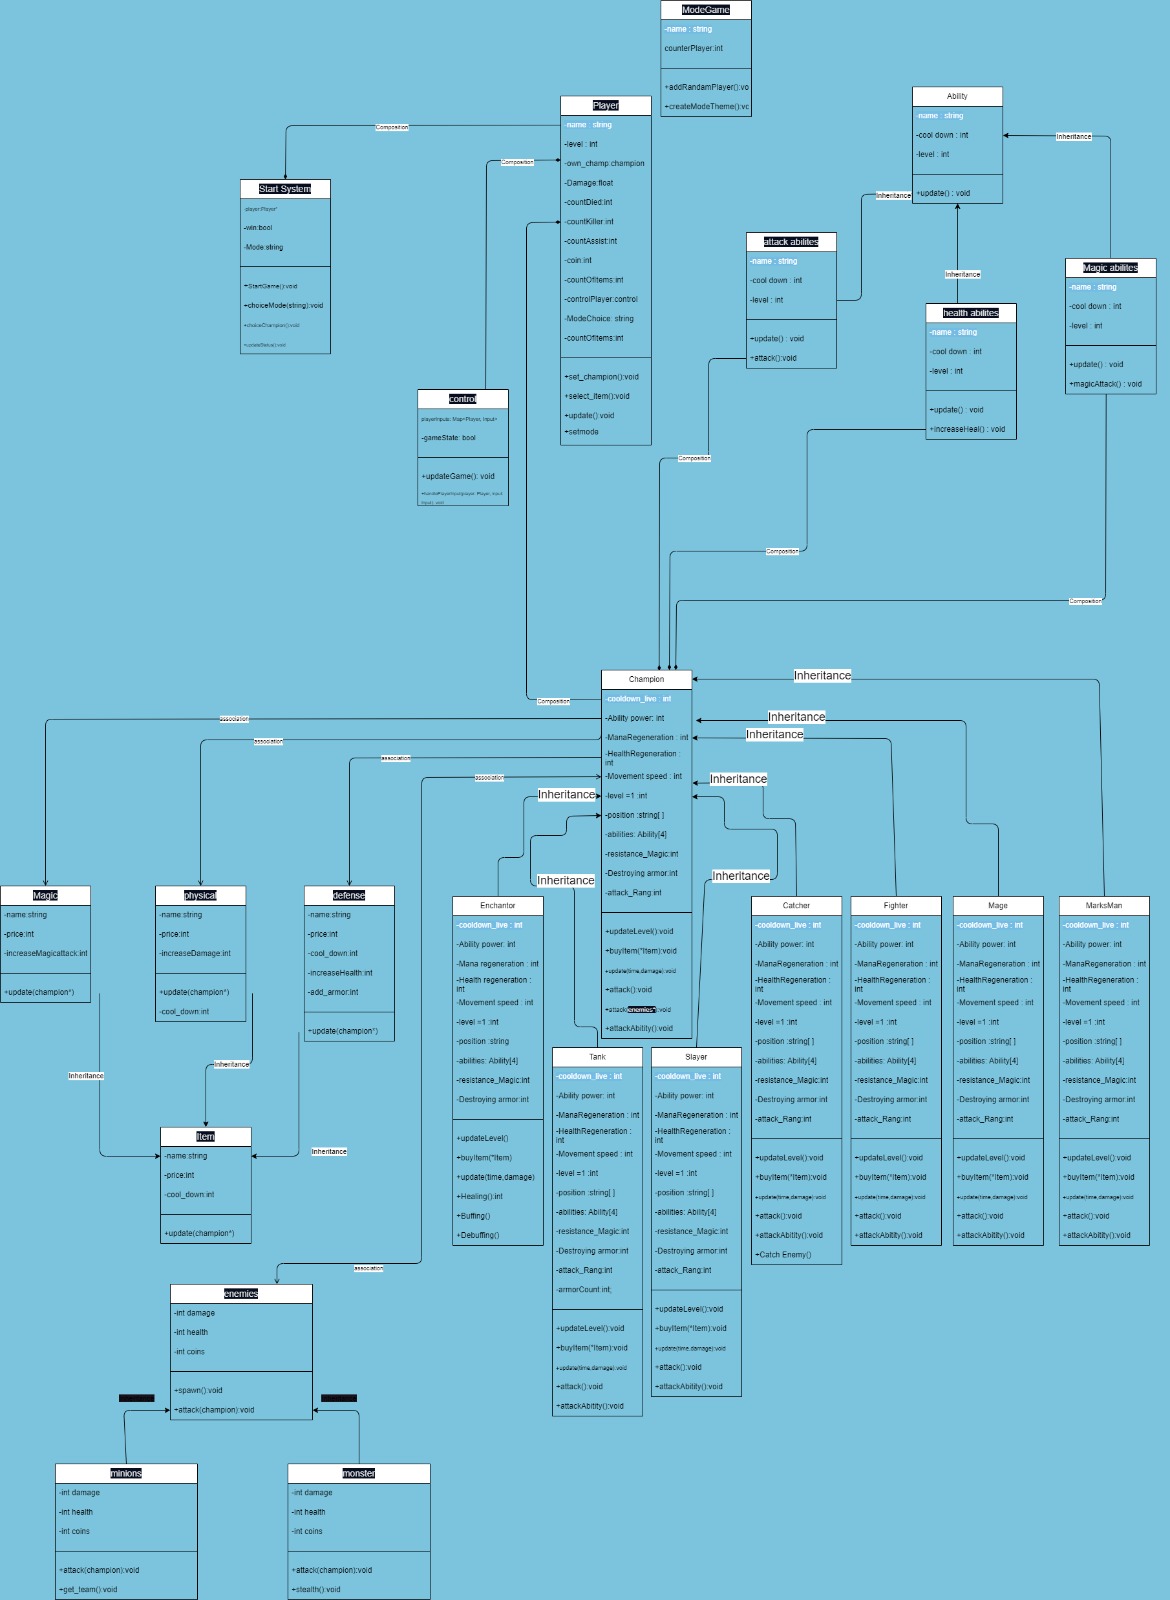 ModeGame
-name : string
counterPlayer:int
+addRandamPlayer():vo
+createModeTheme():vc
Player
-name : string
-level : int
-own_champ:champion
-Damage:float
-countDied:int
-countKiller:int
-countAssist:int
-coin:int
-countOfItems:int
-controlPlayer:control
-ModeChoice: string
-countOfItems:int
+set_champion():void
+select_item():void
+update():void
+setmode
Composition
Composition
Start System
-player:Player*
-win:bool
-Mode:string
+StartGame():void
+choiceMode(string):void
+choiceChampion():void
+updateStatus():void
control
playerInputs: Map<Player, Input>
-gameState: bool
+updateGame(): void
+handlePlayerInput(player: Player, input:
Input): void
Ability
-name : string
-cool down : int
-level : int
+update() : void
Inheritance
Inheritance
Inheritance
attack abilites
-name : string
-cool down : int
-level : int
+update() : void
+attack():void
health abilites
-name : string
-cool down : int
-level : int
+update() : void
+increaseHeal() : void
Magic abilites
-name : string
-cool down : int
-level : int
+update() : void
+magicAttack() : void
Composition
Composition
Composition
Composition
Champion
-cooldown_live : int
-Ability power: int
-ManaRegeneration : int
-HealthRegeneration :
int
-Movement speed : int
-level =1 :int
-position :string[ ]
-abilities: Ability[4]
-resistance_Magic:int
-Destroying armor:int
-attack_Rang:int
+updateLevel():void
+buyItem(*Item):void
+update(time,damage):void
+attack():void
+attack(enemies*):void
+attackAbitity():void
Inheritance
Inheritance
Inheritance
Inheritance
Inheritance
Inheritance
Inheritance
association
association
association
association
Magic
-name:string
-price:int
-increaseMagicattack:int
+update(champion*)
physical
-name:string
-price:int
-increaseDamage:int
+update(champion*)
-cool_down:int
defense
-name:string
-price:int
-cool_down:int
-increaseHealth:int
-add_armor:int
+update(champion*)
Inheritance
Inheritance
Inheritance
Item
-name:string
-price:int
-cool_down:int
+update(champion*)
Enchantor
-cooldown_live : int
-Ability power: int
-Mana regeneration : int
-Health regeneration :
int
-Movement speed : int
-level =1 :int
-position :string
-abilities: Ability[4]
-resistance_Magic:int
-Destroying armor:int
+updateLevel()
+buyItem(*Item)
+update(time,damage)
+Healing():int
+Buffing()
+Debuffing()
Tank
-cooldown_live : int
-Ability power: int
-ManaRegeneration : int
-HealthRegeneration :
int
-Movement speed : int
-level =1 :int
-position :string[ ]
-abilities: Ability[4]
-resistance_Magic:int
-Destroying armor:int
-attack_Rang:int
-armorCount:int;
+updateLevel():void
+buyItem(*Item):void
+update(time,damage):void
+attack():void
+attackAbitity():void
Slayer
-cooldown_live : int
-Ability power: int
-ManaRegeneration : int
-HealthRegeneration :
int
-Movement speed : int
-level =1 :int
-position :string[ ]
-abilities: Ability[4]
-resistance_Magic:int
-Destroying armor:int
-attack_Rang:int
+updateLevel():void
+buyItem(*Item):void
+update(time,damage):void
+attack():void
+attackAbitity():void
Catcher
-cooldown_live : int
-Ability power: int
-ManaRegeneration : int
-HealthRegeneration :
int
-Movement speed : int
-level =1 :int
-position :string[ ]
-abilities: Ability[4]
-resistance_Magic:int
-Destroying armor:int
-attack_Rang:int
+updateLevel():void
+buyItem(*Item):void
+update(time,damage):void
+attack():void
+attackAbitity():void
+Catch Enemy()
Fighter
-cooldown_live : int
-Ability power: int
-ManaRegeneration : int
-HealthRegeneration :
int
-Movement speed : int
-level =1 :int
-position :string[ ]
-abilities: Ability[4]
-resistance_Magic:int
-Destroying armor:int
-attack_Rang:int
+updateLevel():void
+buyItem(*Item):void
+update(time,damage):void
+attack():void
+attackAbitity():void
Mage
-cooldown_live : int
-Ability power: int
-ManaRegeneration : int
-HealthRegeneration :
int
-Movement speed : int
-level =1 :int
-position :string[ ]
-abilities: Ability[4]
-resistance_Magic:int
-Destroying armor:int
-attack_Rang:int
+updateLevel():void
+buyItem(*Item):void
+update(time,damage):void
+attack():void
+attackAbitity():void
MarksMan
-cooldown_live : int
-Ability power: int
-ManaRegeneration : int
-HealthRegeneration :
int
-Movement speed : int
-level =1 :int
-position :string[ ]
-abilities: Ability[4]
-resistance_Magic:int
-Destroying armor:int
-attack_Rang:int
+updateLevel():void
+buyItem(*Item):void
+update(time,damage):void
+attack():void
+attackAbitity():void
association
enemies
-int damage
-int health
-int coins
+spawn():void
+attack(champion):void
minions
-int damage
-int health
-int coins
+attack(champion):void
+get_team():void
monster
-int damage
-int health
-int coins
+attack(champion):void
+stealth():void